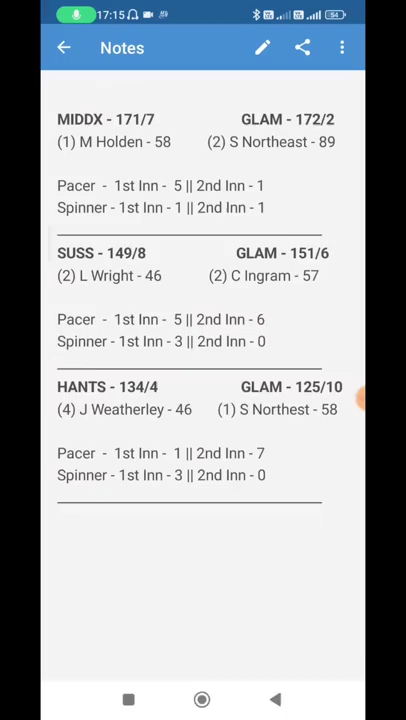 17:15
54
Notes
MIDDX - 171/7 GLAM - 172/2
(1) M Holden - 58 (2) S Northeast - 89
Pacer - 1st Inn - 5 || 2nd Inn - 1
Spinner - 1st Inn - 1 || 2nd Inn - 1
SUSS - 149/8 GLAM - 151/6
(2) L Wright - 46 (2) C Ingram - 57
Pacer - 1st Inn - 5 || 2nd Inn - 6
Spinner - 1st Inn - 3 || 2nd Inn - 0
HANTS - 134/4 GLAM - 125/10
(4) J Weatherley - 46 (1) S Northest - 58
Pacer - 1st Inn - 1 || 2nd Inn - 7
Spinner - 1st Inn - 3 || 2nd Inn - 0